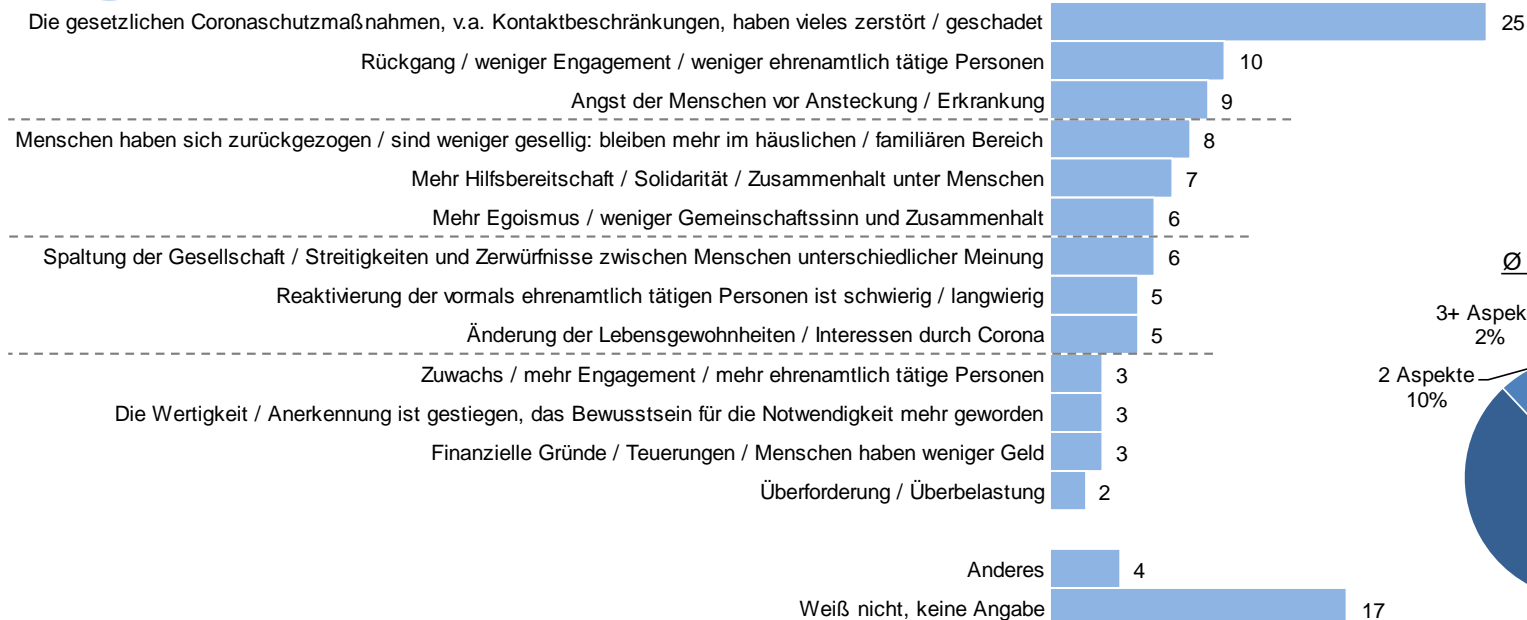 Die gesetzlichen Coronaschutzmaßnahmen, v.a. Kontaktbeschränkungen, haben vieles zerstört / geschadet 25
Rückgang / weniger Engagement / weniger ehrenamtlich tätige Personen 10
Angst der Menschen vor Ansteckung / Erkrankung 9
Menschen haben sich zurückgezogen / sind weniger gesellig: bleiben mehr im häuslichen / familiären Bereich 8
Mehr Hilfsbereitschaft / Solidarität / Zusammenhalt unter Menschen 7
Mehr Egoismus / weniger Gemeinschaftssinn und Zusammenhalt 6
Spaltung der Gesellschaft / Streitigkeiten und Zerwürfnisse zwischen Menschen unterschiedlicher Meinung 6
Reaktivierung der vormals ehrenamtlich tätigen Personen ist schwierig / langwierig 5
Änderung der Lebensgewohnheiten / Interessen durch Corona 5
Zuwachs / mehr Engagement / mehr ehrenamtlich tätige Personen 3
Die Wertigkeit / Anerkennung ist gestiegen, das Bewusstsein für die Notwendigkeit mehr geworden 3
Finanzielle Gründe / Teuerungen / Menschen haben weniger Geld 3
Überforderung / Überbelastung 2
Anderes 4
Weiß nicht, keine Angabe 17
Ø
3+ Aspek
2%
2 Aspekte
10%